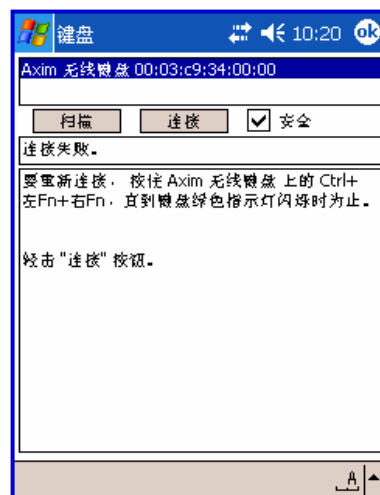 键盘 10:20 ok
Axim 无线键盘 00:03:c9:34:00:00
扫描 连接 安全
连接失败。
要重新连接，按住 Axim 无线键盘 上的 Ctrl+
左Fn+右Fn，直到键盘绿色指示灯闪烁时为止。
轻击 "连接" 按钮。
A